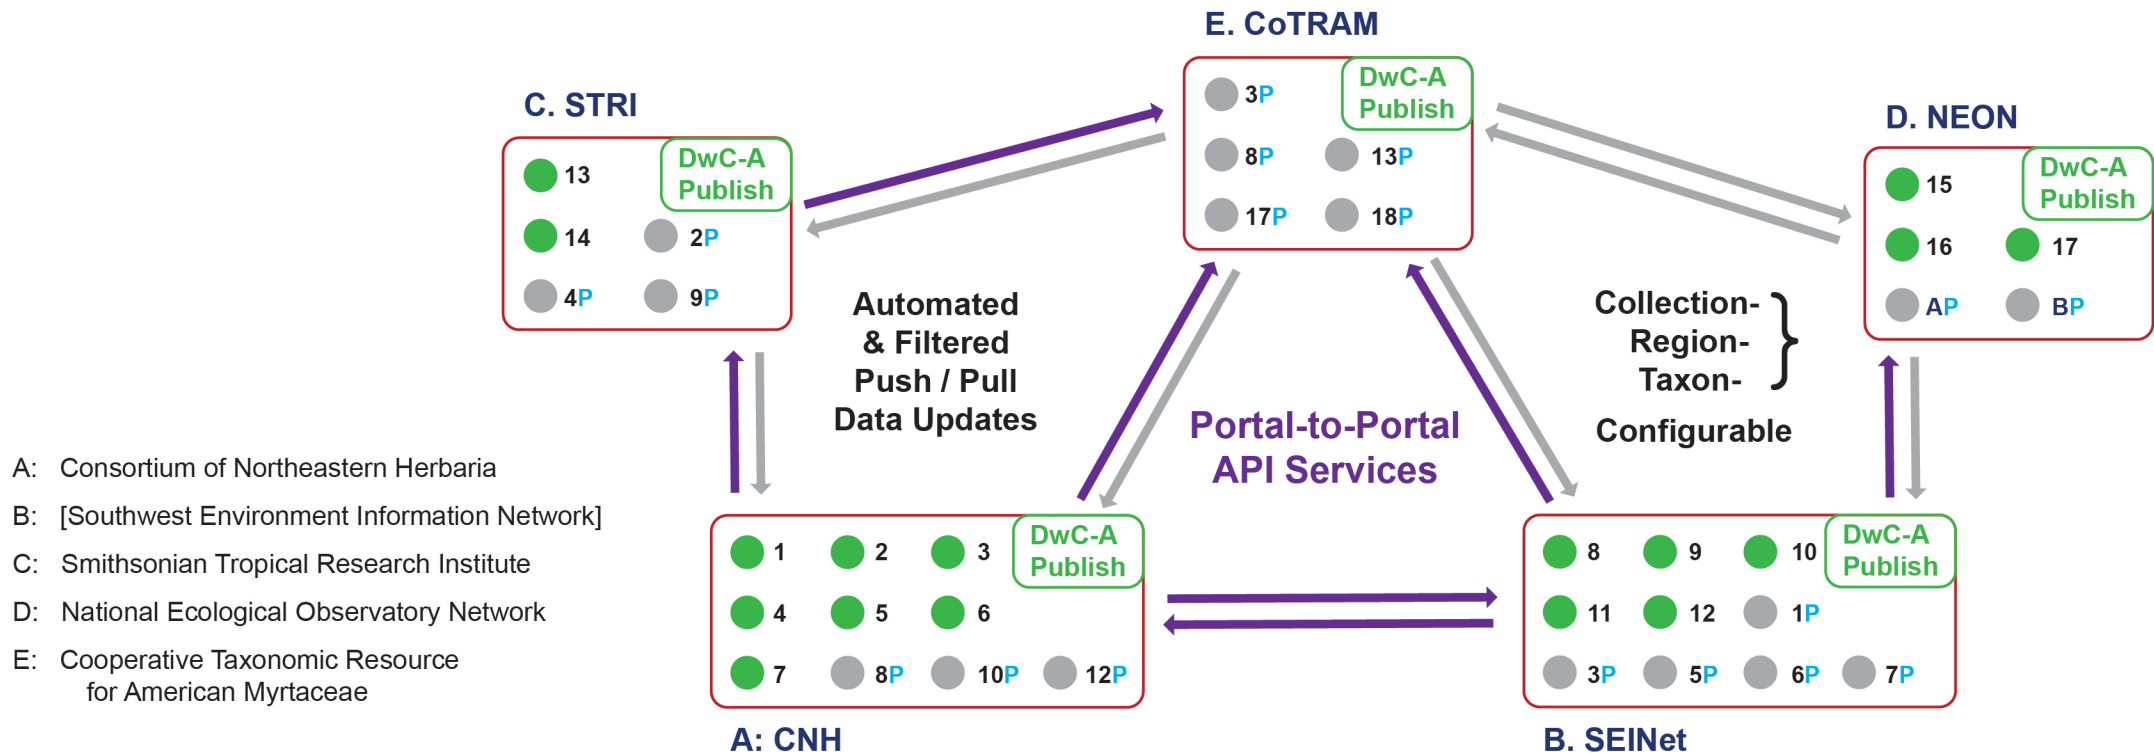 E. CoTRAM
3P
DwC-A
Publish
8P
13P
17P
18P
C. STRI
13
DwC-A
Publish
14
2P
4P
9P
D. NEON
15
DwC-A
Publish
16
17
AP
BP
Automated
& Filtered
Push / Pull
Data Updates
Collection-
Region-
Taxon-
}
Configurable
Portal-to-Portal
API Services
A: Consortium of Northeastern Herbaria
B: [Southwest Environment Information Network]
C: Smithsonian Tropical Research Institute
D: National Ecological Observatory Network
E: Cooperative Taxonomic Resource
for American Myrtaceae
1
2
3
DwC-A
Publish
4
5
6
7
8P
10P
12P
A: CNH
8
9
10
DwC-A
Publish
11
12
1P
3P
5P
6P
7P
B. SEINet